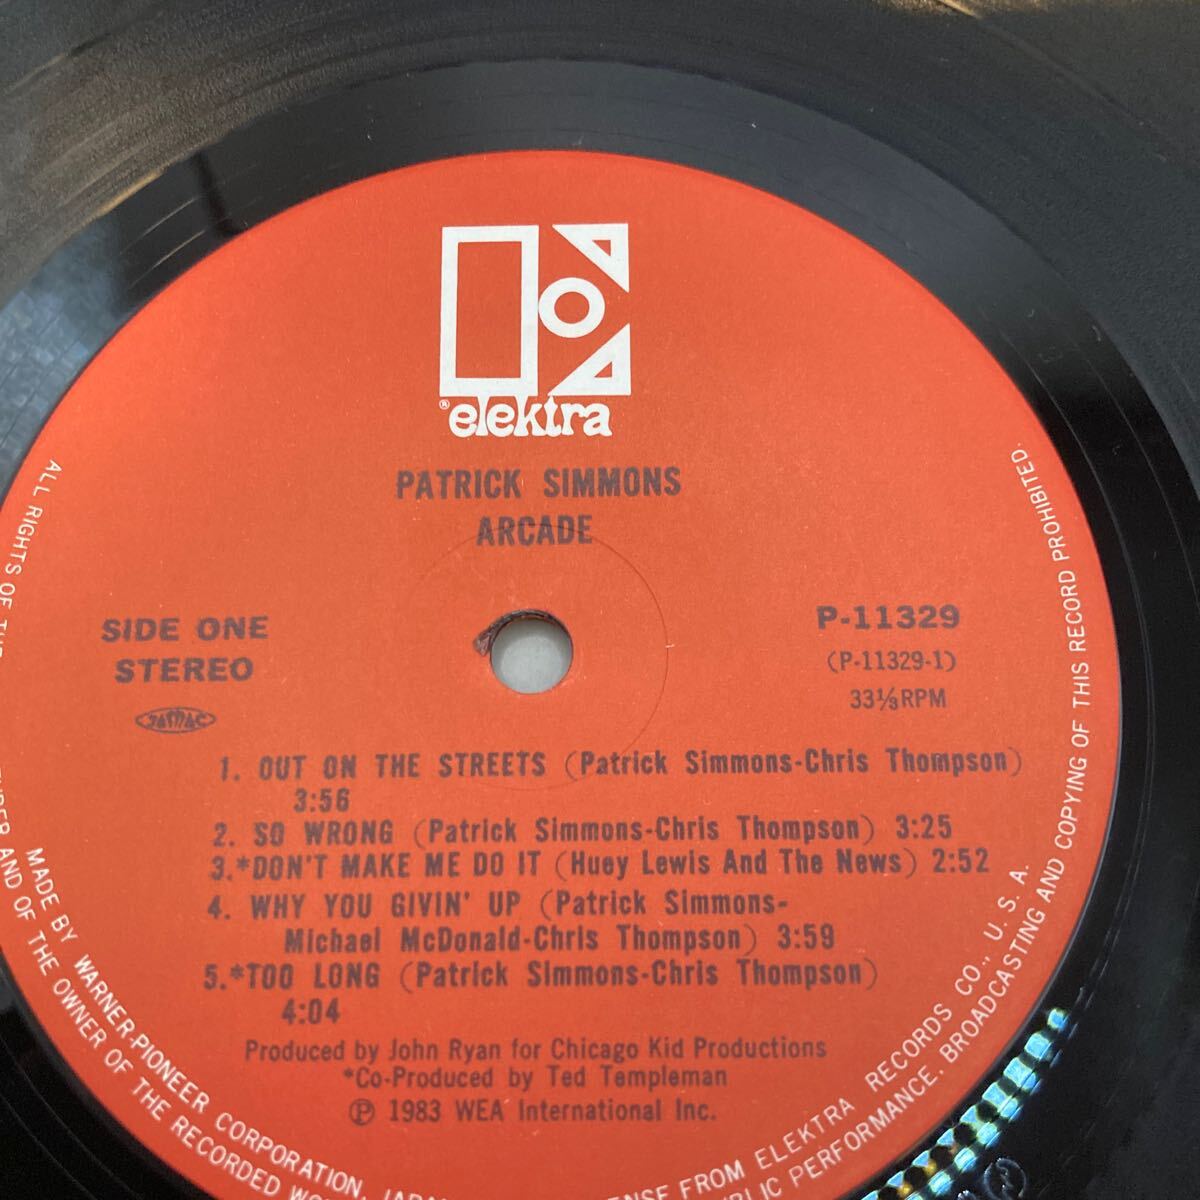 ® elektra
PATRICK SIMMONS
ARCADE
SIDE ONE
STEREO
P-11329
(P-11329-1)
33⅓RPM
1. OUT ON THE STREETS (Patrick Simmons-Chris Thompson)
3:56
2. SO WRONG (Patrick Simmons-Chris Thompson) 3:25
3.*DON'T MAKE ME DO IT (Huey Lewis And The News) 2:52
4. WHY YOU GIVIN' UP (Patrick Simmons-
Michael McDonald-Chris Thompson) 3:59
5.*TOO LONG (Patrick Simmons-Chris Thompson)
4:04
Produced by John Ryan for Chicago Kid Productions
*Co-Produced by Ted Templeman
Ⓟ 1983 WEA International Inc.
MADE BY WARNER-PIONEER CORPORATION,
FROM ELEKTRA RECORDS CO., U. S. A.
ALL RIGHTS OF
AND OF THE OWNER OF THE RECORDED
PUBLIC PERFORMANCE, BROADCASTING AND COPYING OF THIS RECORD PROHIBITED.